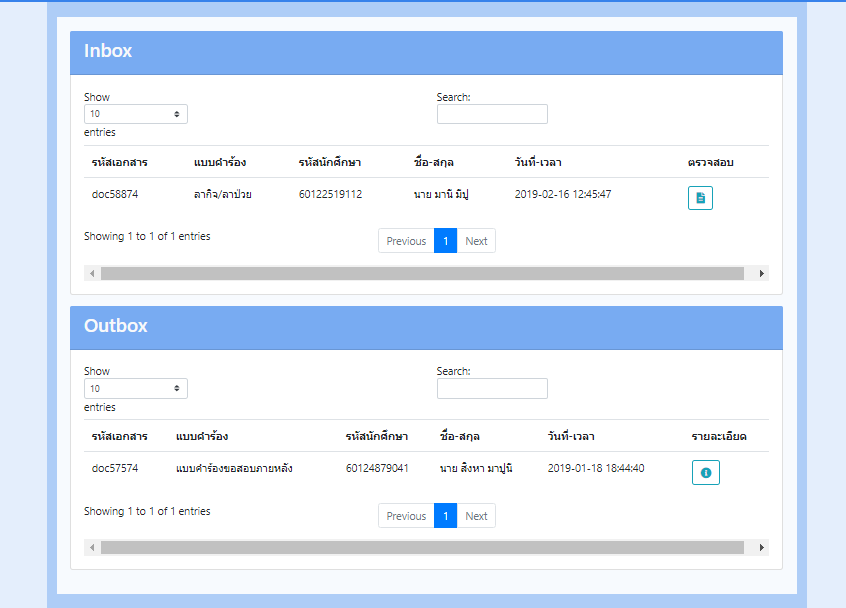 Inbox
Show
10
entries
Search:
รหัสเอกสาร แบบคำร้อง รหัสนักศึกษา ชื่อ-สกุล วันที่-เวลา ตรวจสอบ
doc58874 ลากิจ/ลาป่วย 60122519112 นาย มานิ มิปู 2019-02-16 12:45:47
Showing 1 to 1 of 1 entries
Previous 1 Next
Outbox
Show
10
entries
Search:
รหัสเอกสาร แบบคำร้อง รหัสนักศึกษา ชื่อ-สกุล วันที่-เวลา รายละเอียด
doc57574 แบบคำร้องขอสอบภายหลัง 60124879041 นาย สิงหา มาปูนิ 2019-01-18 18:44:40
Showing 1 to 1 of 1 entries
Previous 1 Next